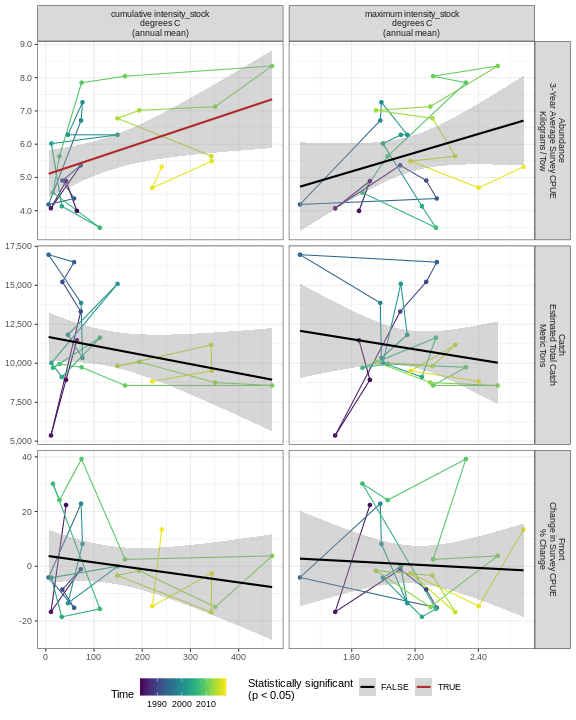 cumulative intensity_stock
degrees C
(annual mean)
maximum intensity_stock
degrees C
(annual mean)
9.0
8.0
7.0
6.0
5.0
4.0
Abundance
3-Year Average Survey CPUE
Kilograms / Tow
17,500
15,000
12,500
10,000
7,500
5,000
Catch
Estimated Total Catch
Metric Tons
40
20
0
-20
Fmort
Change in Survey CPUE
% Change
0
100
200
300
400
1.60
2.00
2.40
Time
1990 2000 2010
Statistically significant
(p < 0.05)
FALSE
TRUE